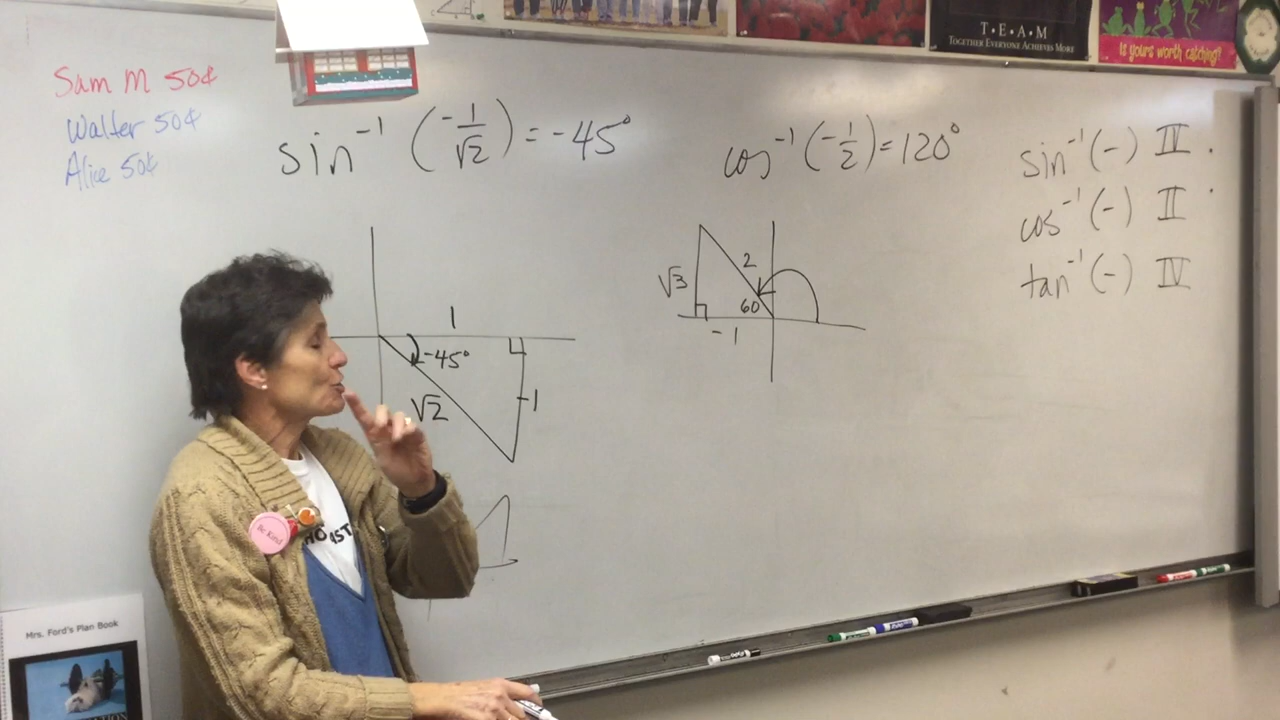 T·E·A·M
TOGETHER EVERYONE ACHIEVES MORE
Is yours worth catching?
Sam M 50¢
Walter 50¢
Alice 50¢
sin⁻¹ (-1/√2) = -45°
cos⁻¹ (-1/2) = 120°
sin⁻¹ (-) IV.
cos⁻¹ (-) II
tan⁻¹ (-) IV
1
-45°
√2
-1
√3
2
60
-1
Be Kind
Mrs. Ford's Plan Book